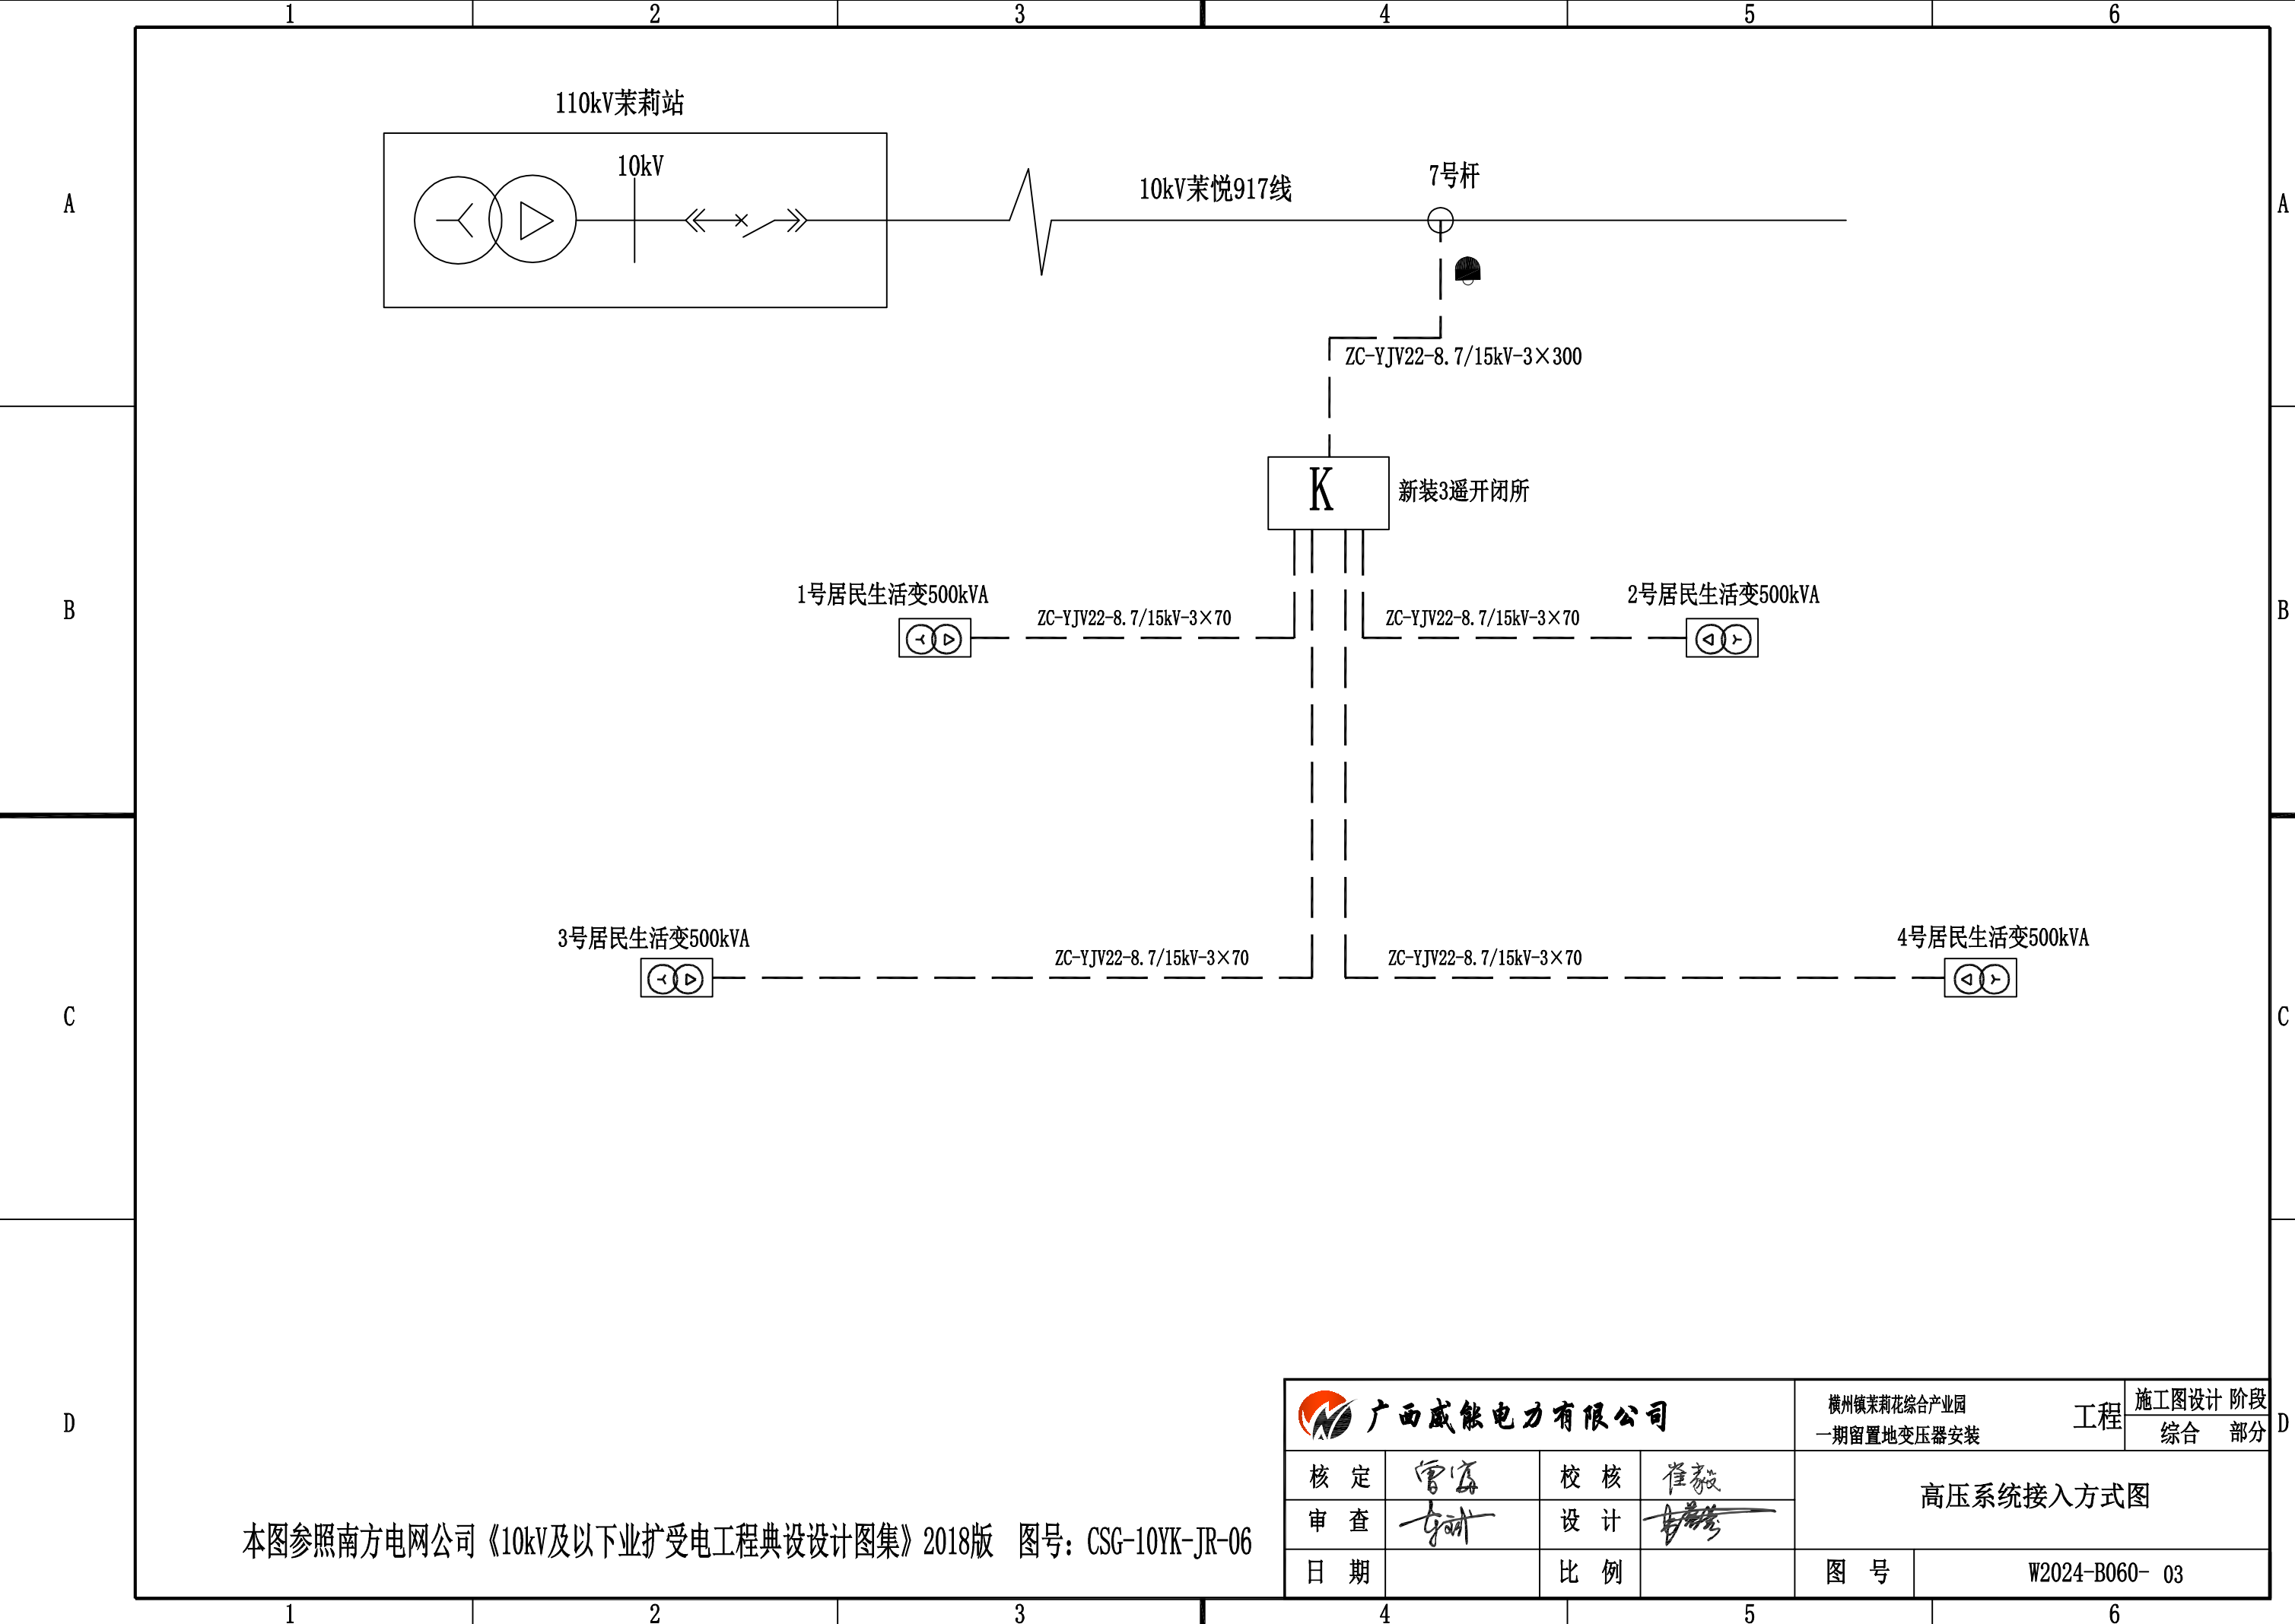 1 2 3 4 5 6
110kV茉莉站
10kV
10kV茉悦917线
7号杆
A A
ZC-YJV22-8.7/15kV-3×300
K
新装3遥开闭所
1号居民生活变500kVA
ZC-YJV22-8.7/15kV-3×70
ZC-YJV22-8.7/15kV-3×70
2号居民生活变500kVA
B B
3号居民生活变500kVA
ZC-YJV22-8.7/15kV-3×70
ZC-YJV22-8.7/15kV-3×70
4号居民生活变500kVA
C C
D D
广西威能电力有限公司
横州镇茉莉花综合产业园
一期留置地变压器安装
工程
施工图设计 阶段
综合 部分
核 定
校 核
崔毅
审 查
设 计
高压系统接入方式图
日 期
比 例
图 号
W2024-B060- 03
本图参照南方电网公司《10kV及以下业扩受电工程典设设计图集》2018版 图号：CSG-10YK-JR-06
1 2 3 4 5 6